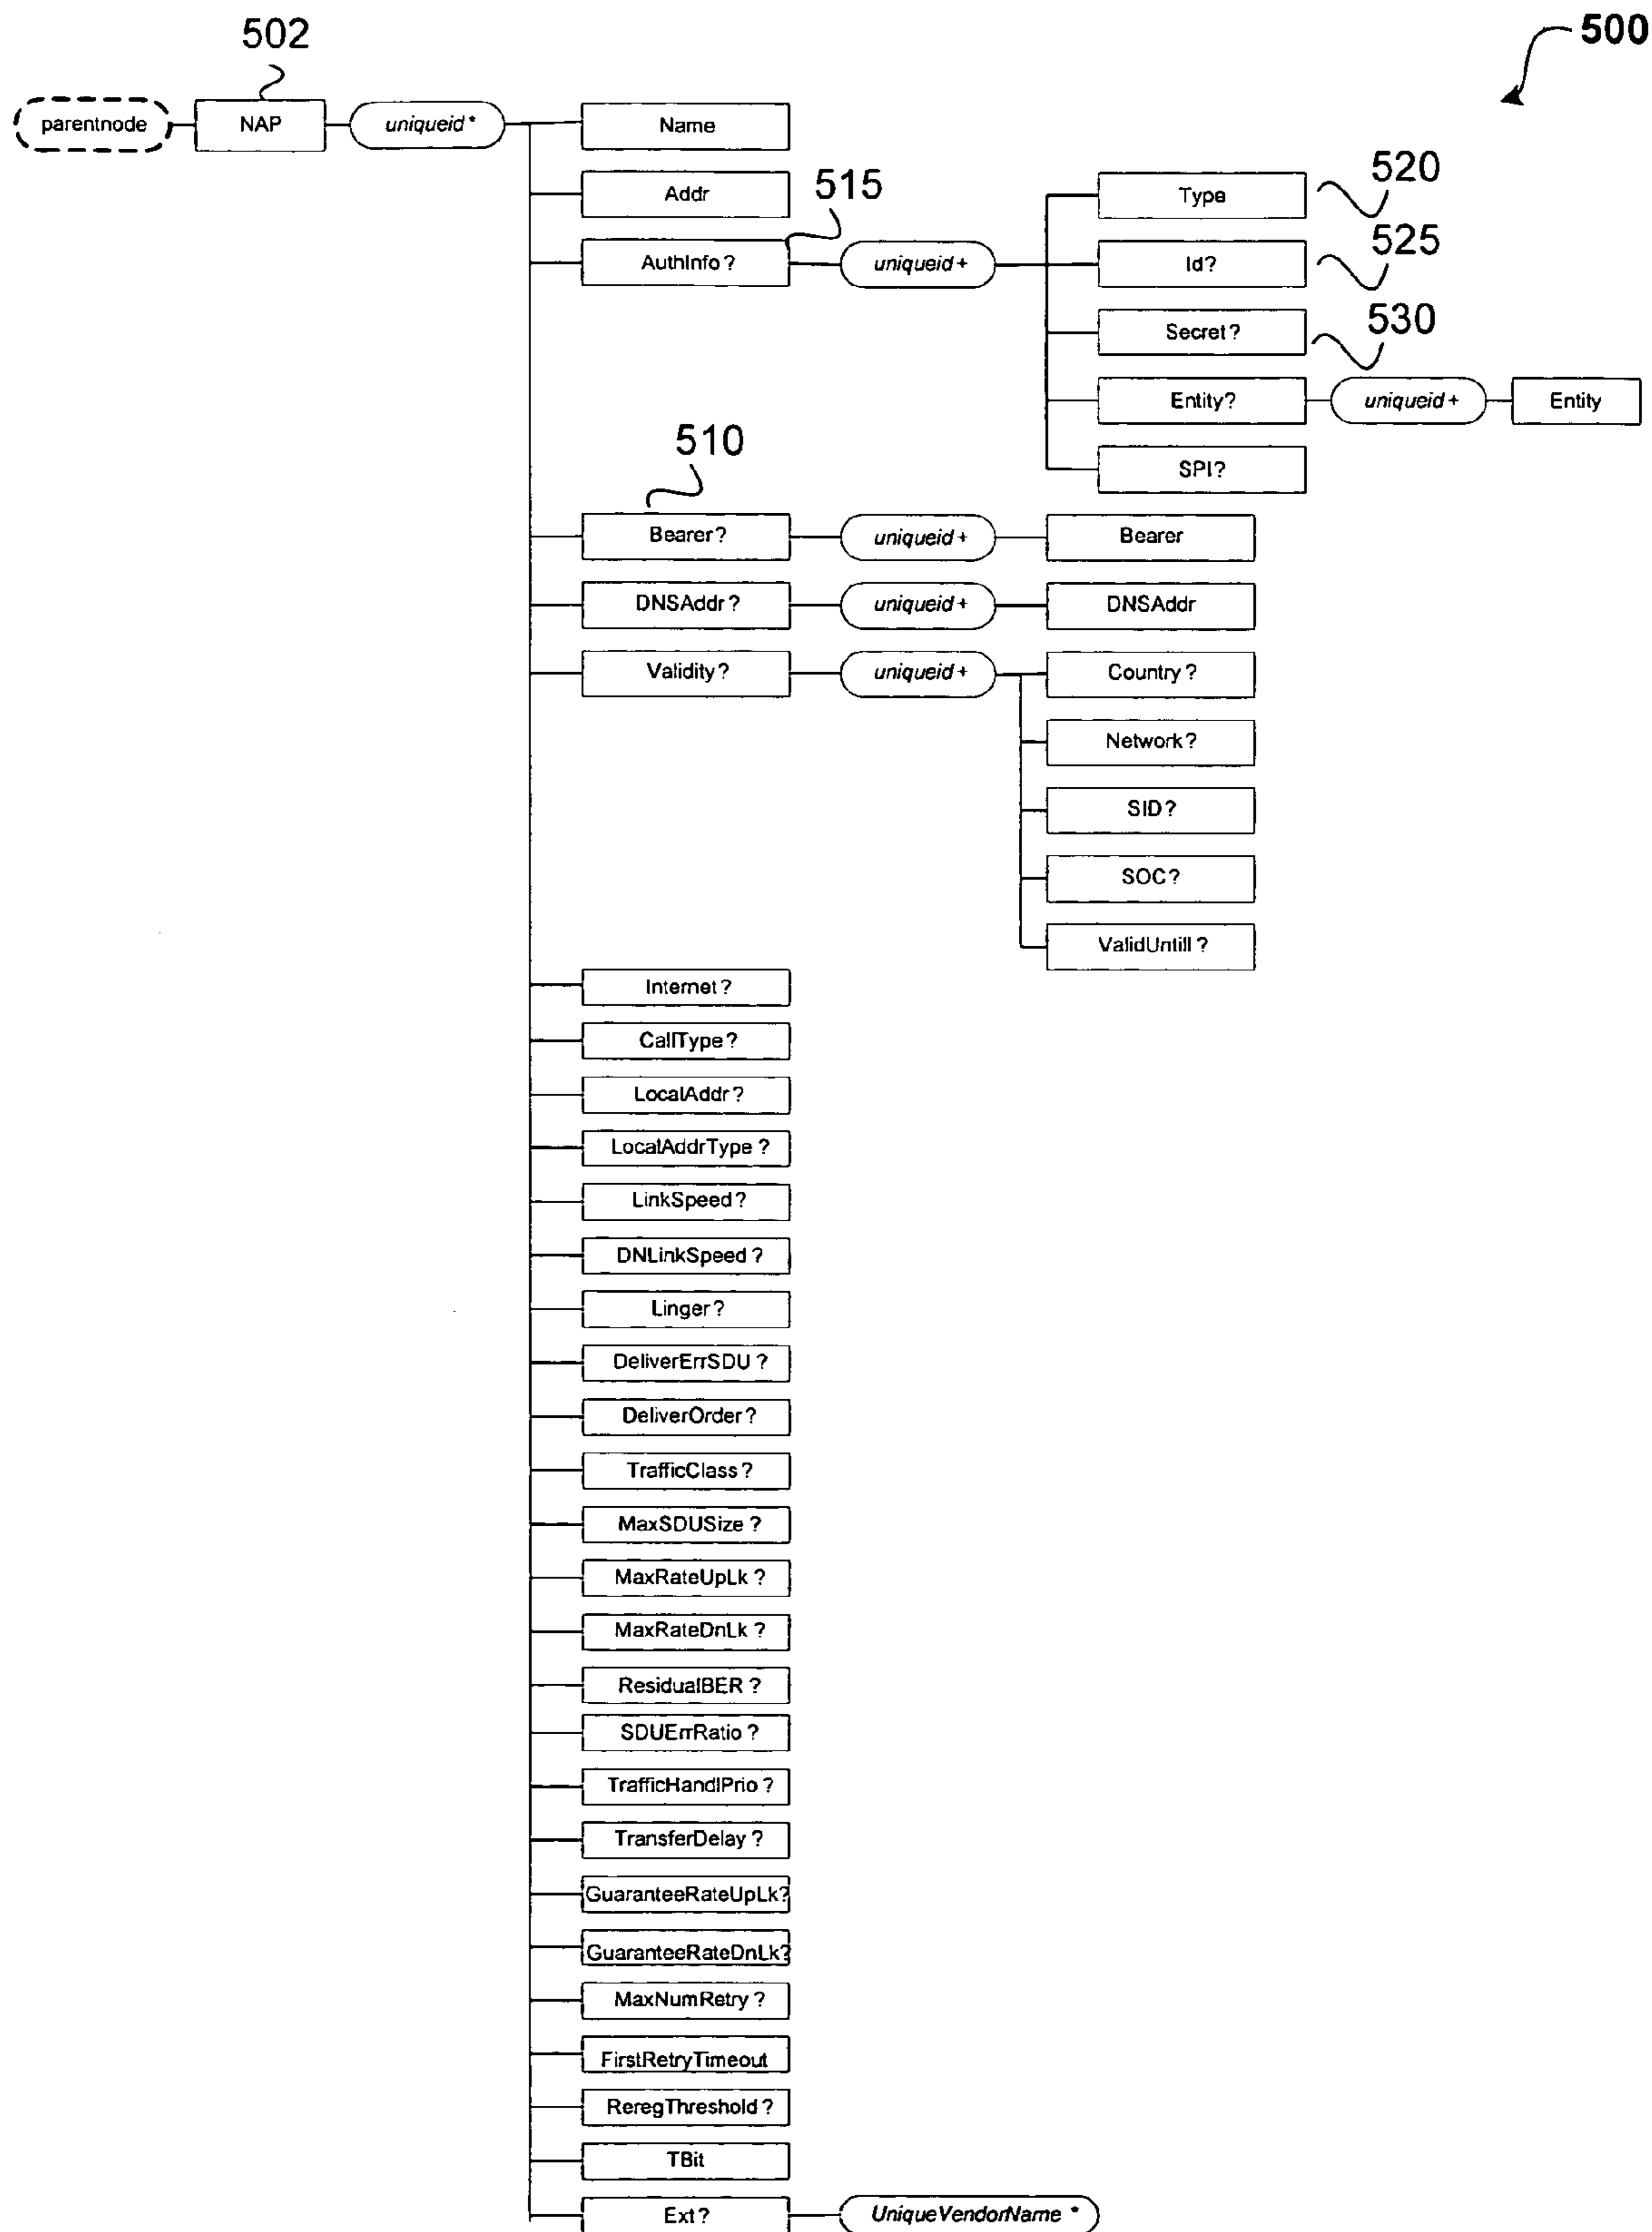 502
500
parentnode NAP uniqueid * Name
Addr 515 Type 520
AuthInfo ? uniqueid + Id? 525
Secret ? 530
Entity? uniqueid + Entity
SPI?
510
Bearer? uniqueid + Bearer
DNSAddr ? uniqueid + DNSAddr
Validity? uniqueid + Country ?
Network ?
SID ?
SOC ?
ValidUntill ?
Internet ?
CallType ?
LocalAddr ?
LocalAddrType ?
LinkSpeed ?
DNLinkSpeed ?
Linger ?
DeliverErrSDU ?
DeliverOrder ?
TrafficClass ?
MaxSDUSize ?
MaxRateUpLk ?
MaxRateDnLk ?
ResidualBER ?
SDUErrRatio ?
TrafficHandlPrio ?
TransferDelay ?
GuaranteeRateUpLk?
GuaranteeRateDnLk?
MaxNumRetry ?
FirstRetryTimeout
ReregThreshold ?
TBit
Ext ? UniqueVendorName *